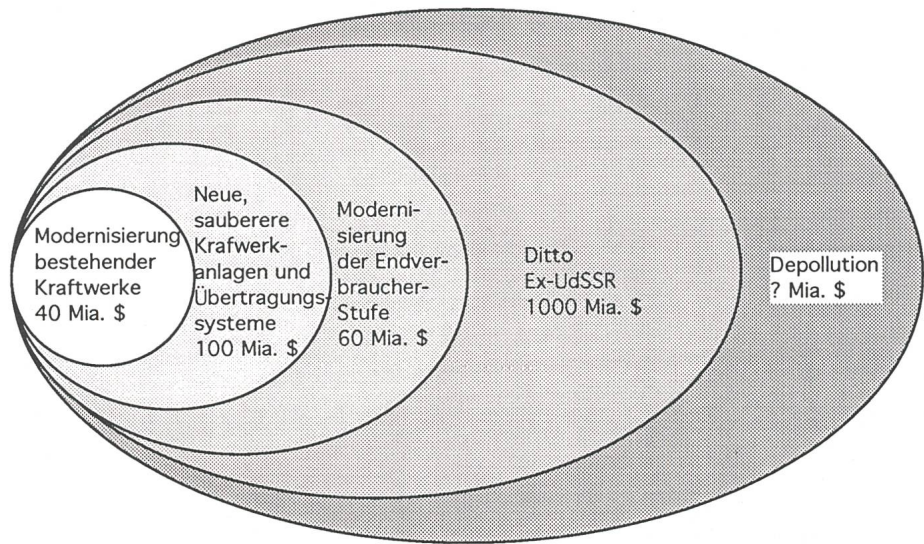 Modernisierung
bestehender
Kraftwerke
40 Mia. $
Neue,
sauberere
Krafwerk-
anlagen und
Übertragungs-
systeme
100 Mia. $
Moderni-
sierung
der Endver-
braucher-
Stufe
60 Mia. $
Ditto
Ex-UdSSR
1000 Mia. $
Depollution
? Mia. $